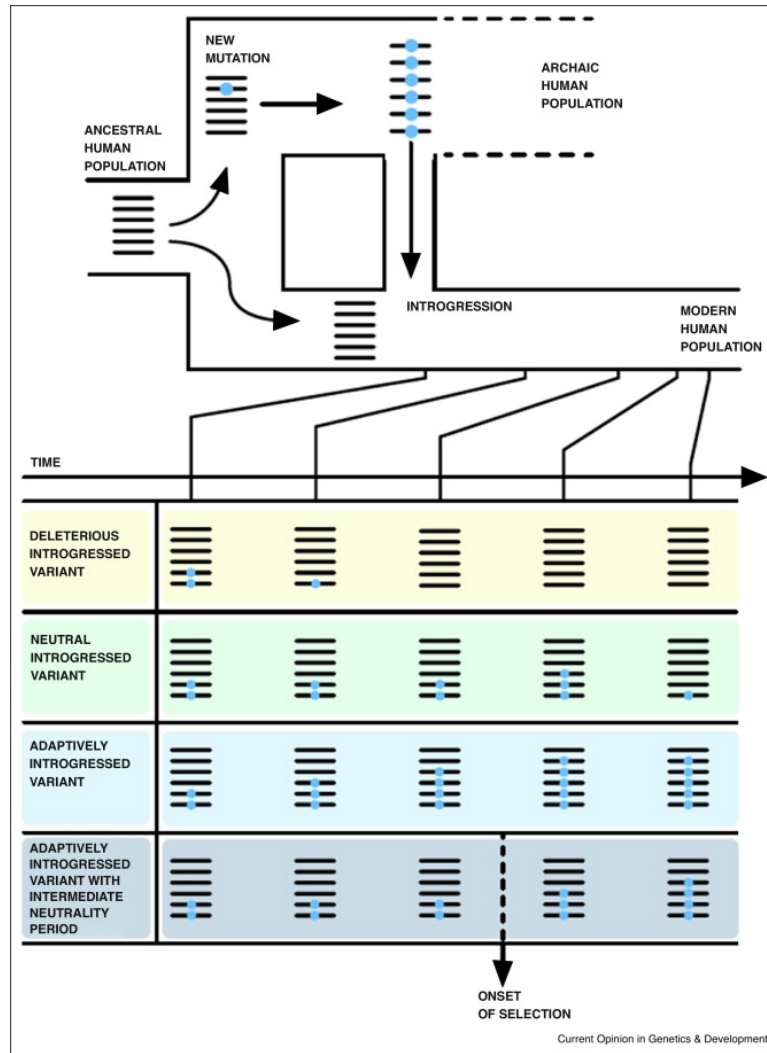 NEW
MUTATION
ARCHAIC
HUMAN
POPULATION
ANCESTRAL
HUMAN
POPULATION
INTROGRESSION
MODERN
HUMAN
POPULATION
TIME
DELETERIOUS
INTROGRESSED
VARIANT
NEUTRAL
INTROGRESSED
VARIANT
ADAPTIVELY
INTROGRESSED
VARIANT
ADAPTIVELY
INTROGRESSED
VARIANT WITH
INTERMEDIATE
NEUTRALITY
PERIOD
ONSET
OF SELECTION
Current Opinion in Genetics & Development